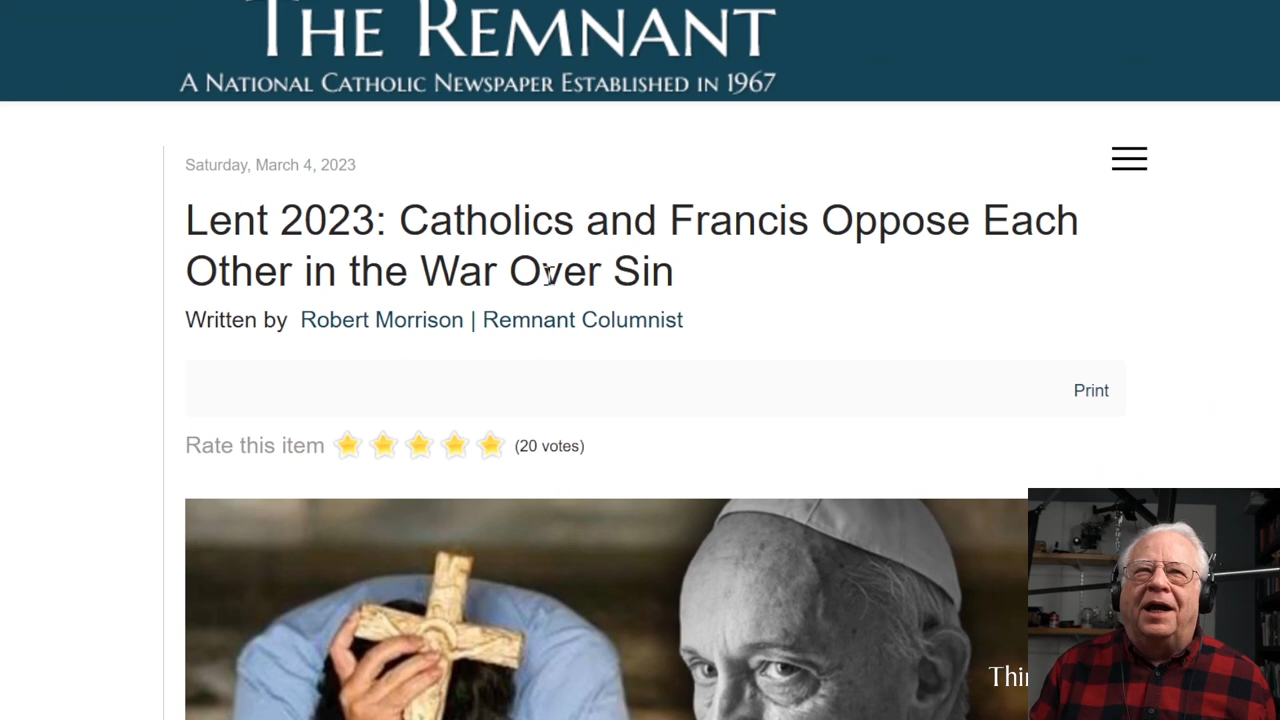 THE REMNANT
A NATIONAL CATHOLIC NEWSPAPER ESTABLISHED IN 1967
Saturday, March 4, 2023
Lent 2023: Catholics and Francis Oppose Each
Other in the War Over Sin
Written by Robert Morrison | Remnant Columnist
Print
Rate this item (20 votes)